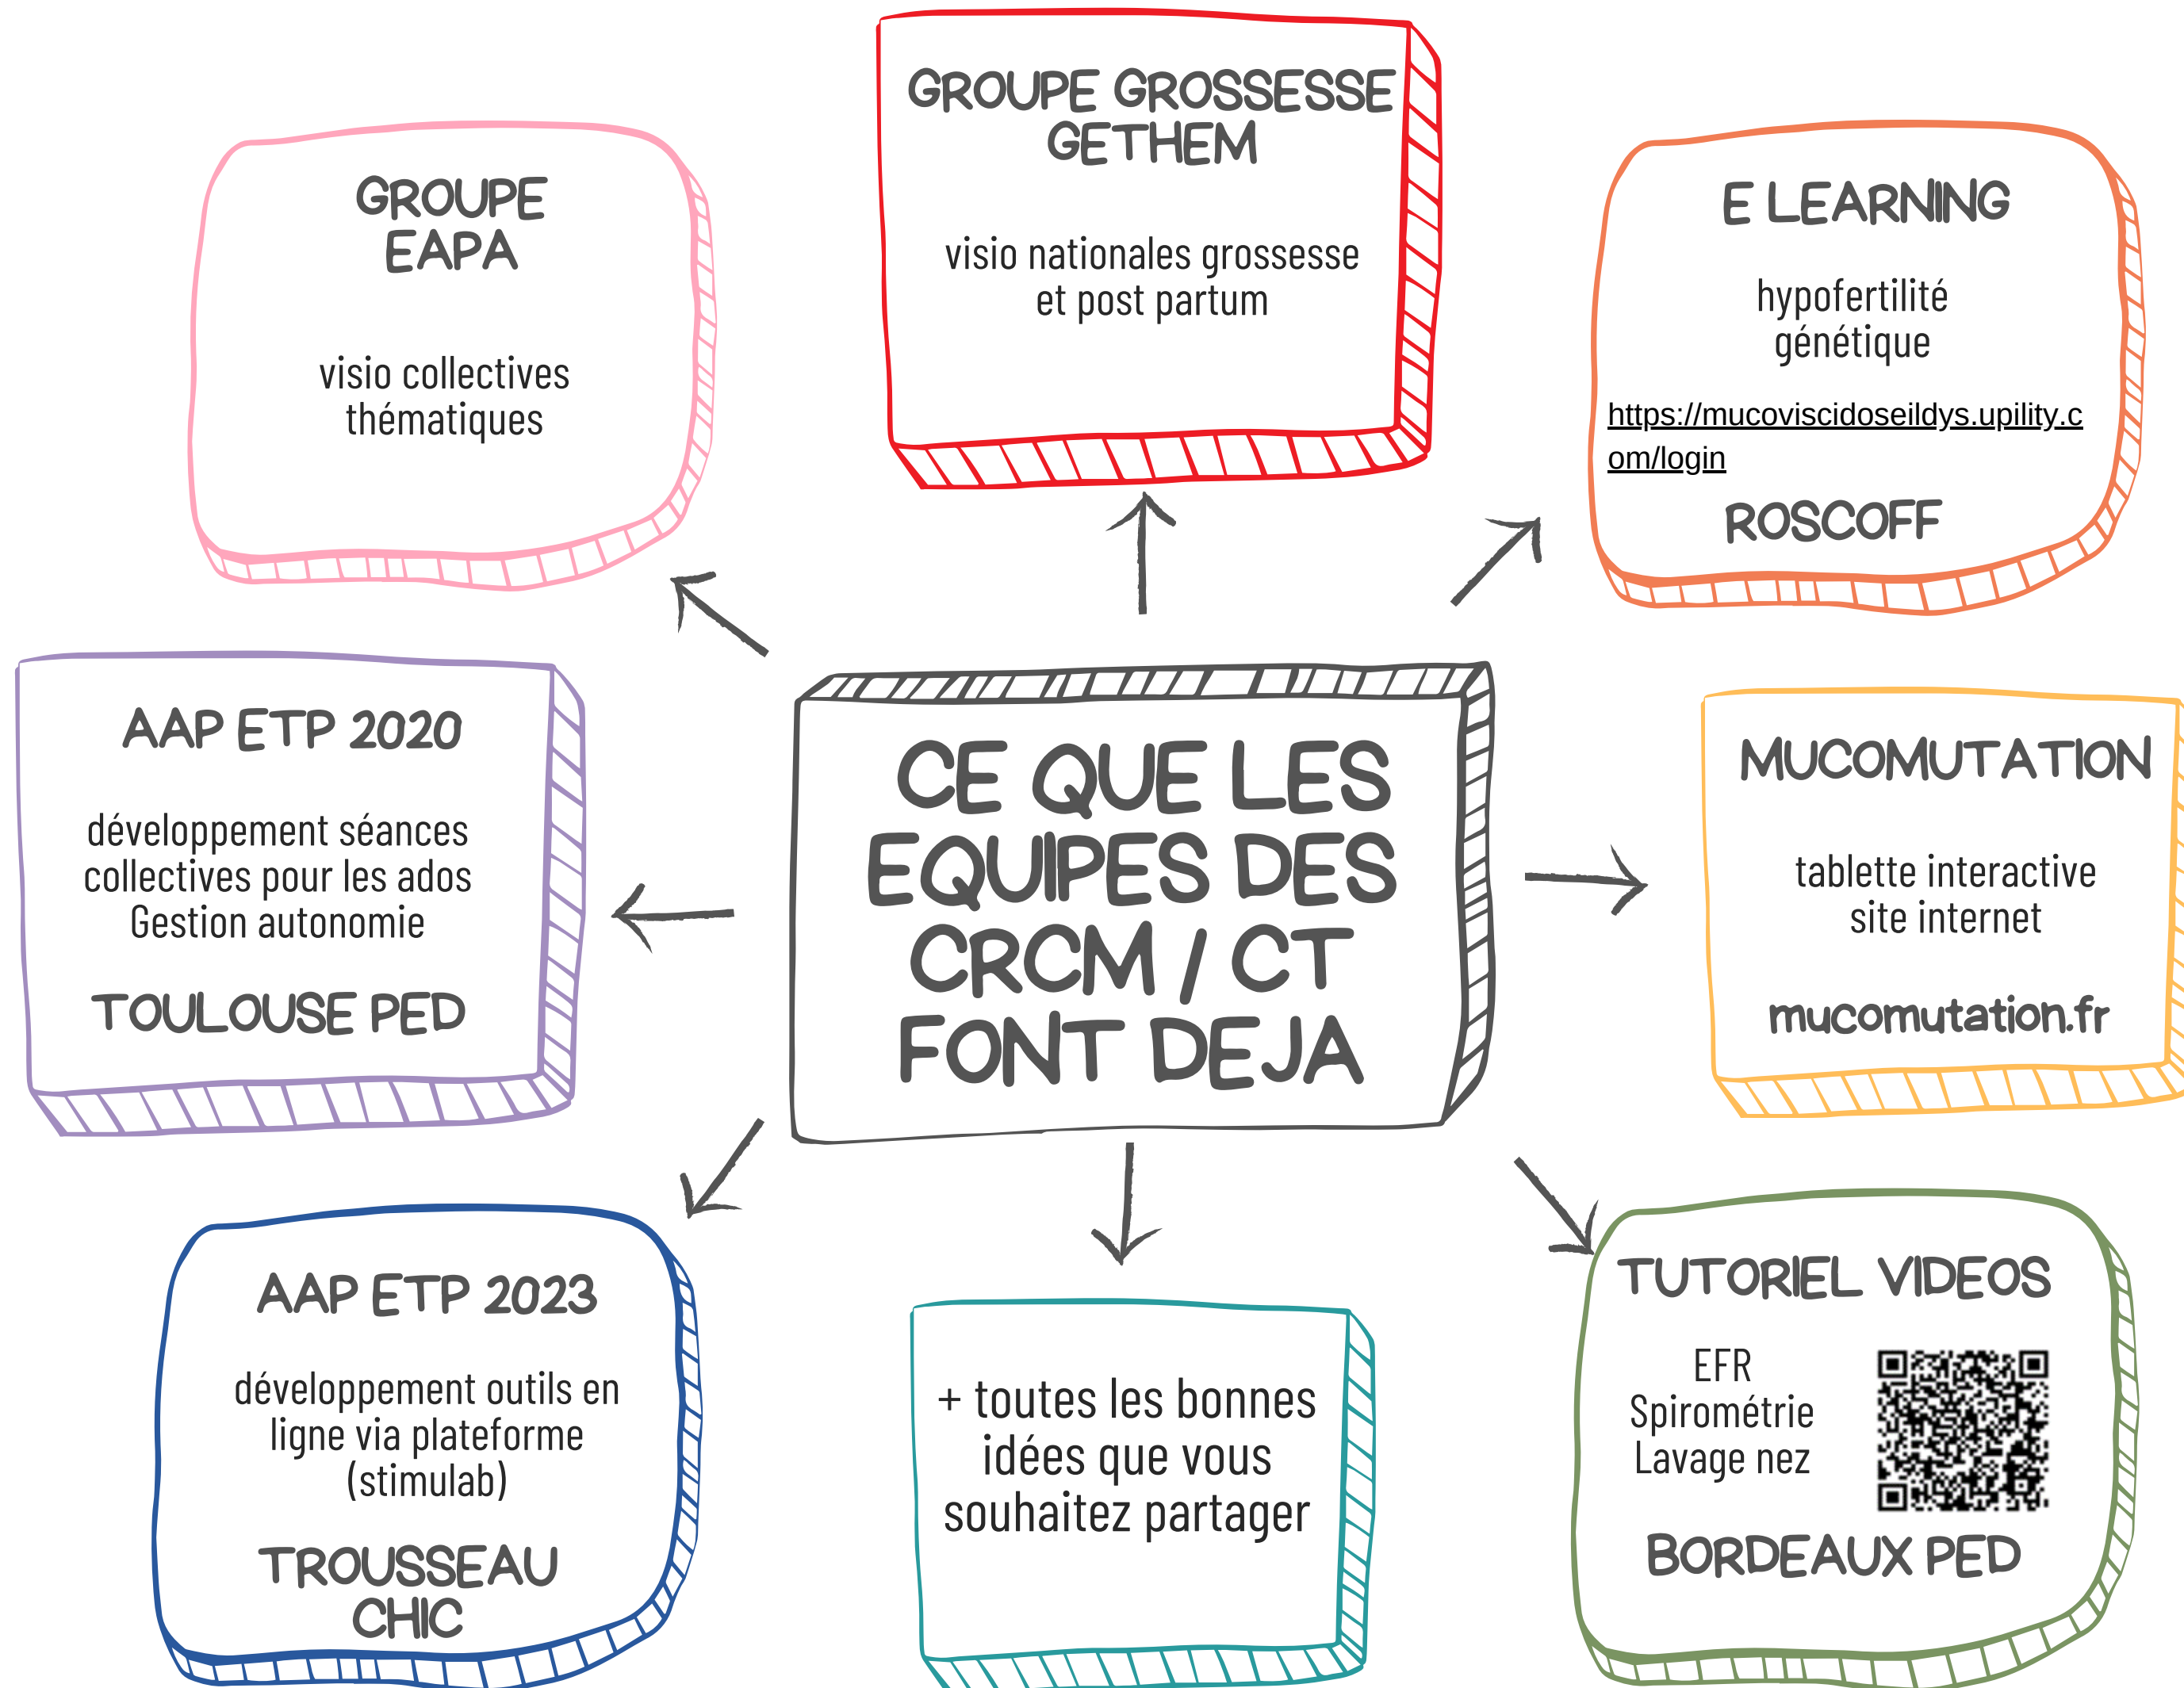 GROUPE GROSSESSE
GETHEM
visio nationales grossesse
et post partum
GROUPE
EAPA
visio collectives
thématiques
E LEARNING
hypofertilité
génétique
https://mucoviscidoseildys.upility.c
om/login
ROSCOFF
AAP ETP 2020
développement séances
collectives pour les ados
Gestion autonomie
TOULOUSE PED
CE QUE LES
EQUIPES DES
CRCM / CT
FONT DEJA
MUCOMUTATION
tablette interactive
site internet
mucomutation.fr
AAP ETP 2023
développement outils en
ligne via plateforme
(stimulab)
TROUSSEAU
CHIC
+ toutes les bonnes
idées que vous
souhaitez partager
TUTORIEL VIDEOS
EFR
Spirométrie
Lavage nez
BORDEAUX PED